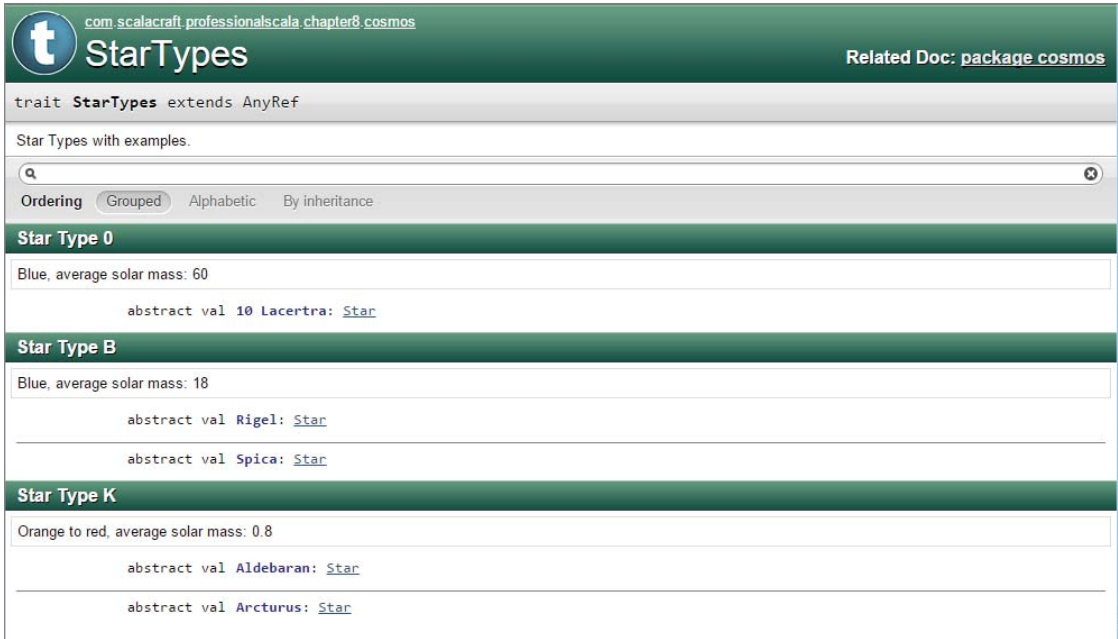 t
com.scalacraft.professionalscala.chapter8.cosmos
StarTypes
Related Doc: package cosmos
trait StarTypes extends AnyRef
Star Types with examples.
Ordering Grouped Alphabetic By inheritance
Star Type 0
Blue, average solar mass: 60
abstract val 10 Lacertra: Star
Star Type B
Blue, average solar mass: 18
abstract val Rigel: Star
abstract val Spica: Star
Star Type K
Orange to red, average solar mass: 0.8
abstract val Aldebaran: Star
abstract val Arcturus: Star